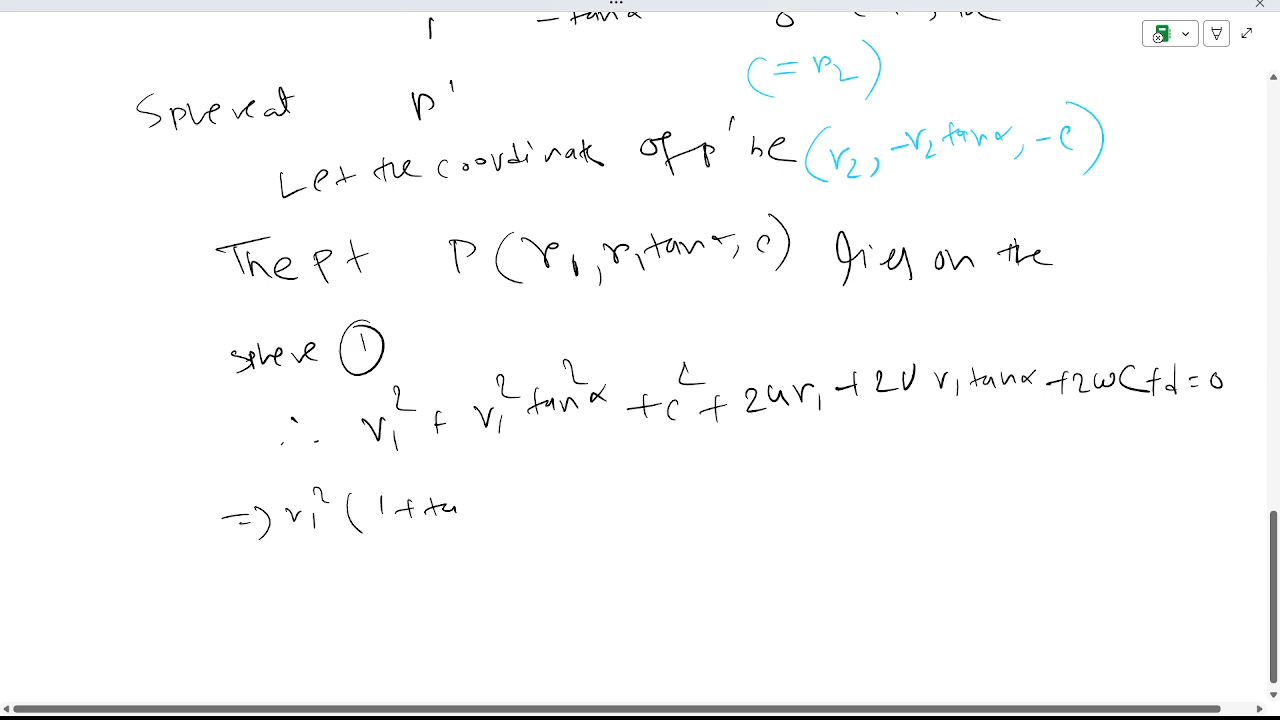 (= r₂)
Sphere at P'
Let the coordinate of P' be (r₂, -r₂ tanα, -c)
The pt P(r₁, r₁ tanα, c) lies on the
sphere ①
∴ r₁² + r₁² tan²α + c² + 2ur₁ + 2v r₁ tanα + 2wc + d = 0
=> r₁² ( 1 + ta